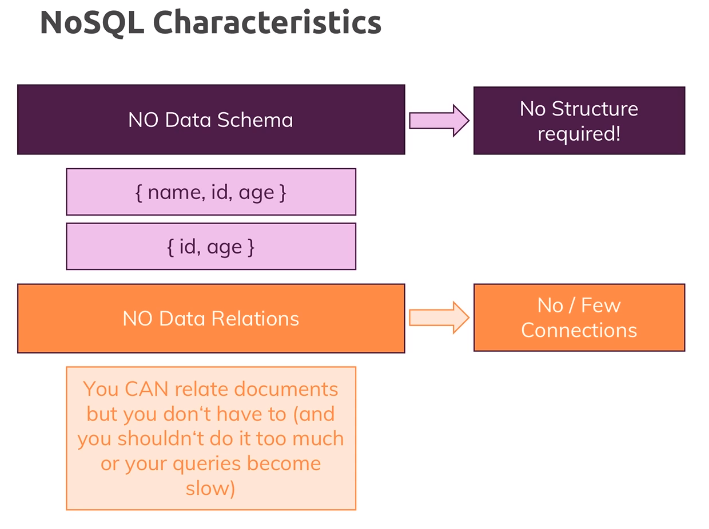 NoSQL Characteristics
NO Data Schema
No Structure
required!
{ name, id, age }
{ id, age }
NO Data Relations
No / Few
Connections
You CAN relate documents
but you don‘t have to (and
you shouldn‘t do it too much
or your queries become
slow)